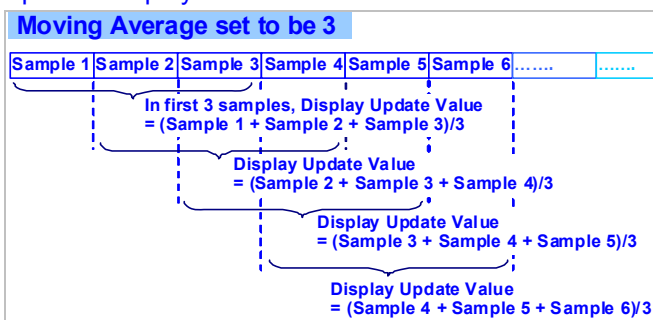 Moving Average set to be 3
Sample 1 Sample 2 Sample 3 Sample 4 Sample 5 Sample 6 ....... .......
In first 3 samples, Display Update Value
= (Sample 1 + Sample 2 + Sample 3)/3
Display Update Value
= (Sample 2 + Sample 3 + Sample 4)/3
Display Update Value
= (Sample 3 + Sample 4 + Sample 5)/3
Display Update Value
= (Sample 4 + Sample 5 + Sample 6)/3